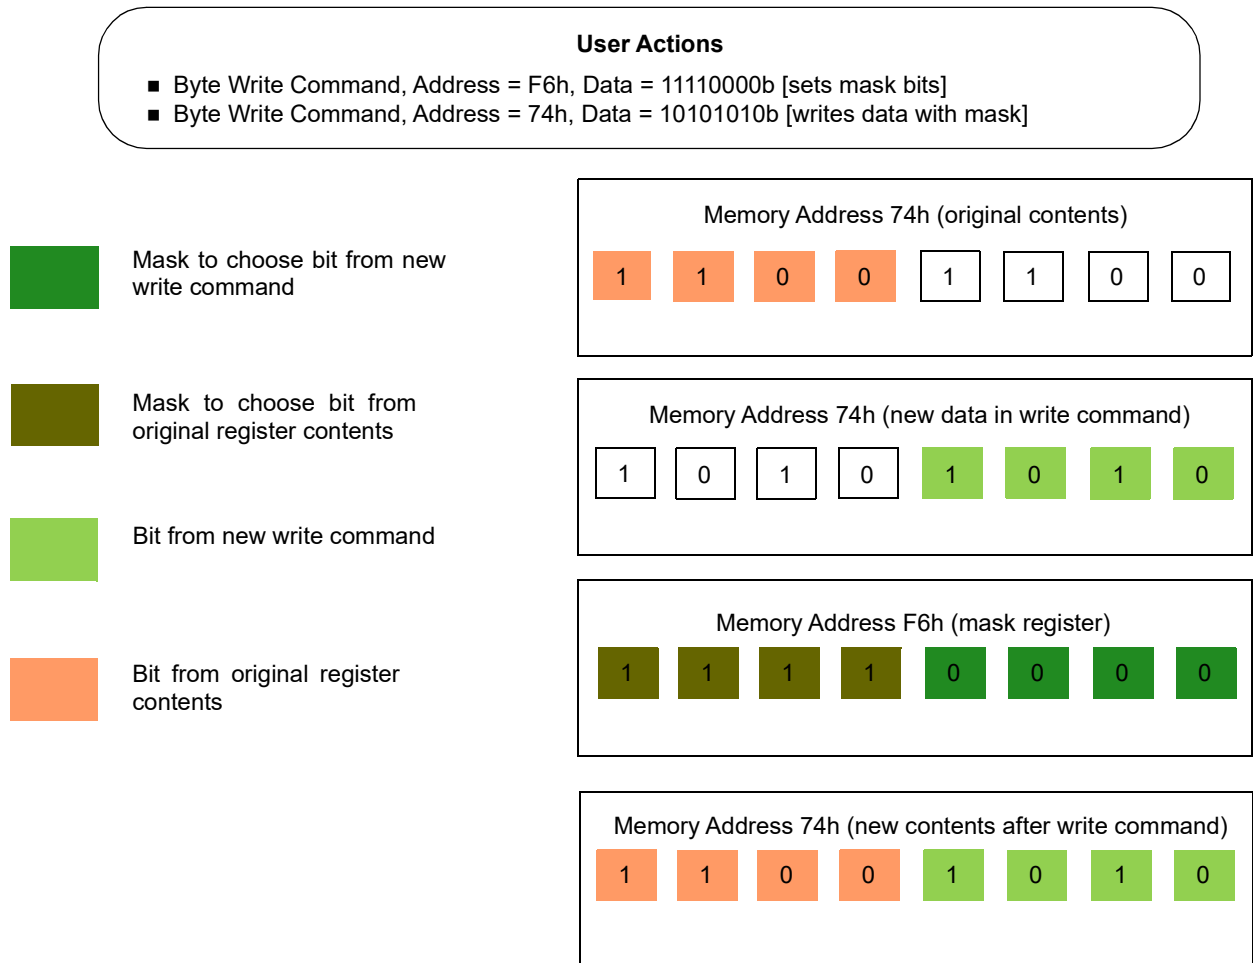 User Actions
■ Byte Write Command, Address = F6h, Data = 11110000b [sets mask bits]
■ Byte Write Command, Address = 74h, Data = 10101010b [writes data with mask]
Mask to choose bit from new
write command
Mask to choose bit from
original register contents
Bit from new write command
Bit from original register
contents
Memory Address 74h (original contents)
1 1 0 0 1 1 0 0
Memory Address 74h (new data in write command)
1 0 1 0 1 0 1 0
Memory Address F6h (mask register)
1 1 1 1 0 0 0 0
Memory Address 74h (new contents after write command)
1 1 0 0 1 0 1 0